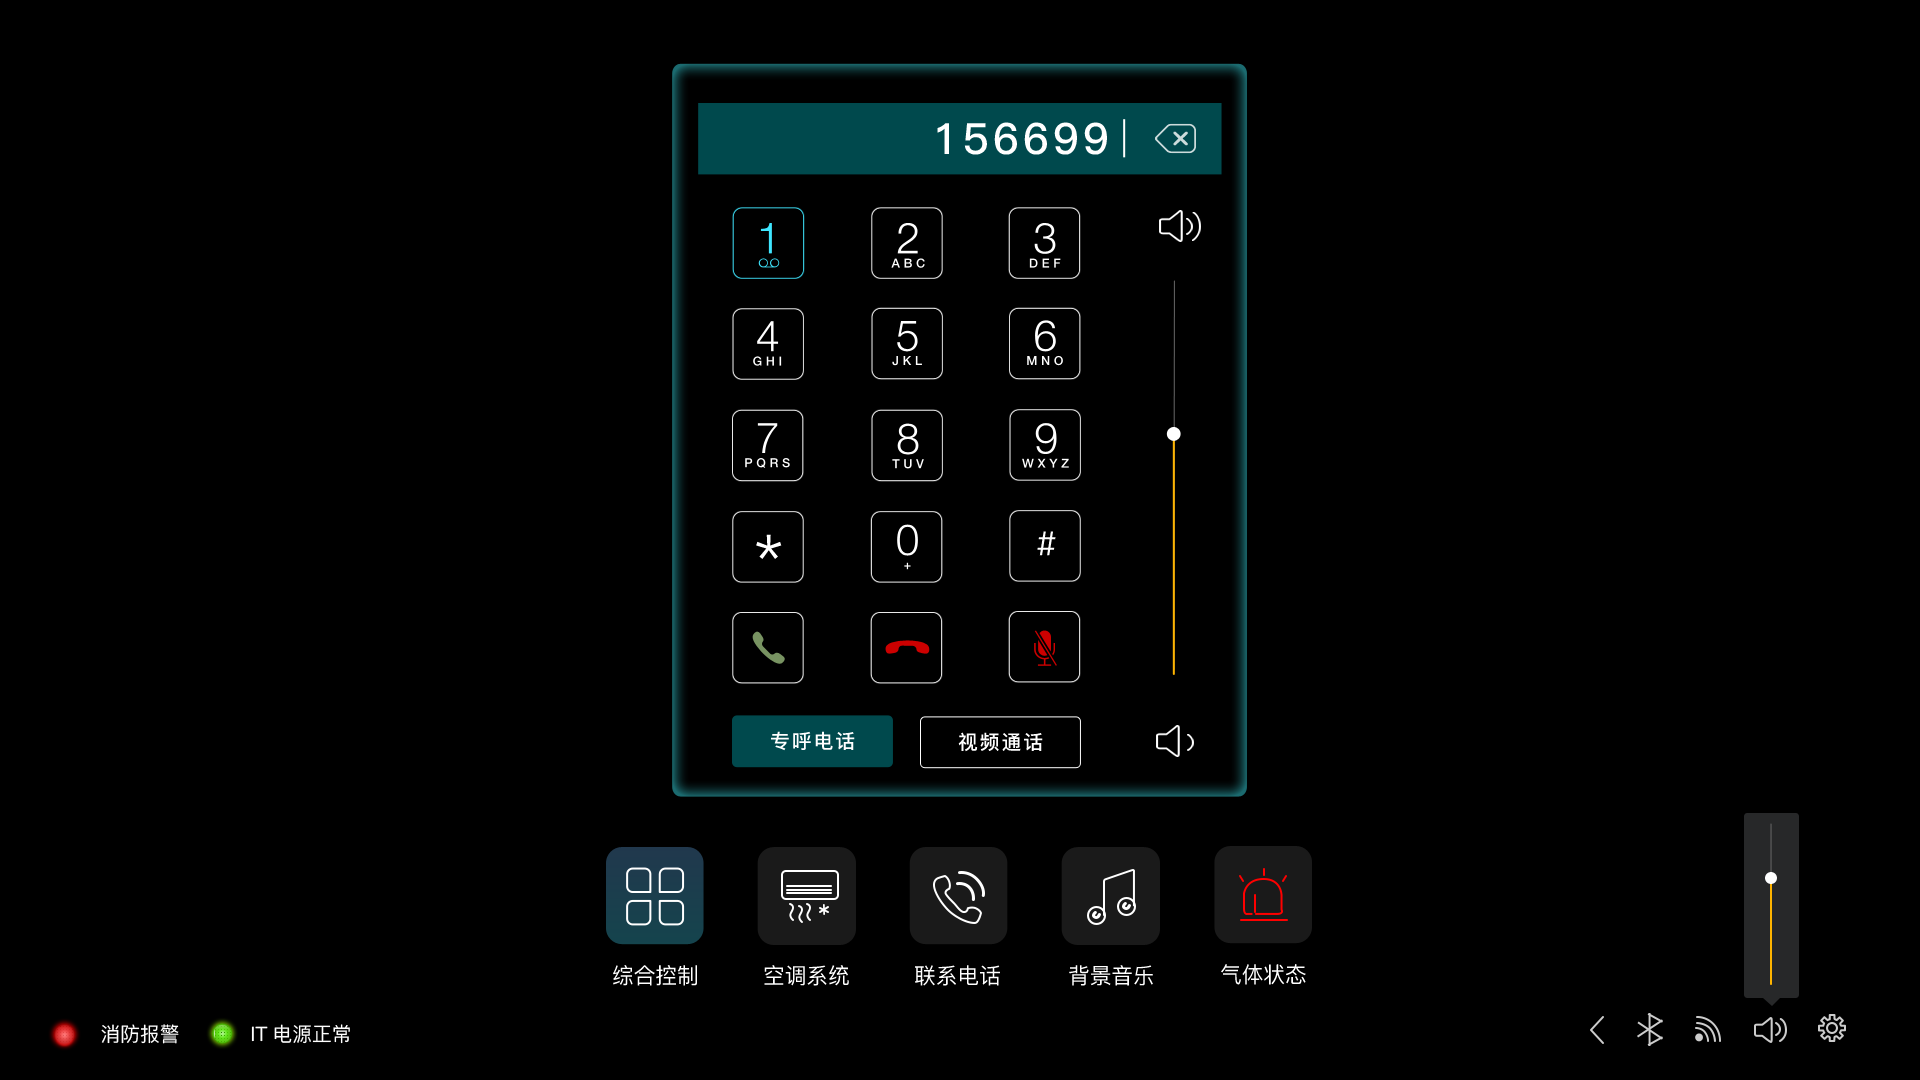 156699
1
2
ABC
3
DEF
4
GHI
5
JKL
6
MNO
7
PQRS
8
TUV
9
WXYZ
*
0
+
#
专呼电话
视频通话
综合控制
空调系统
联系电话
背景音乐
气体状态
消防报警
IT 电源正常